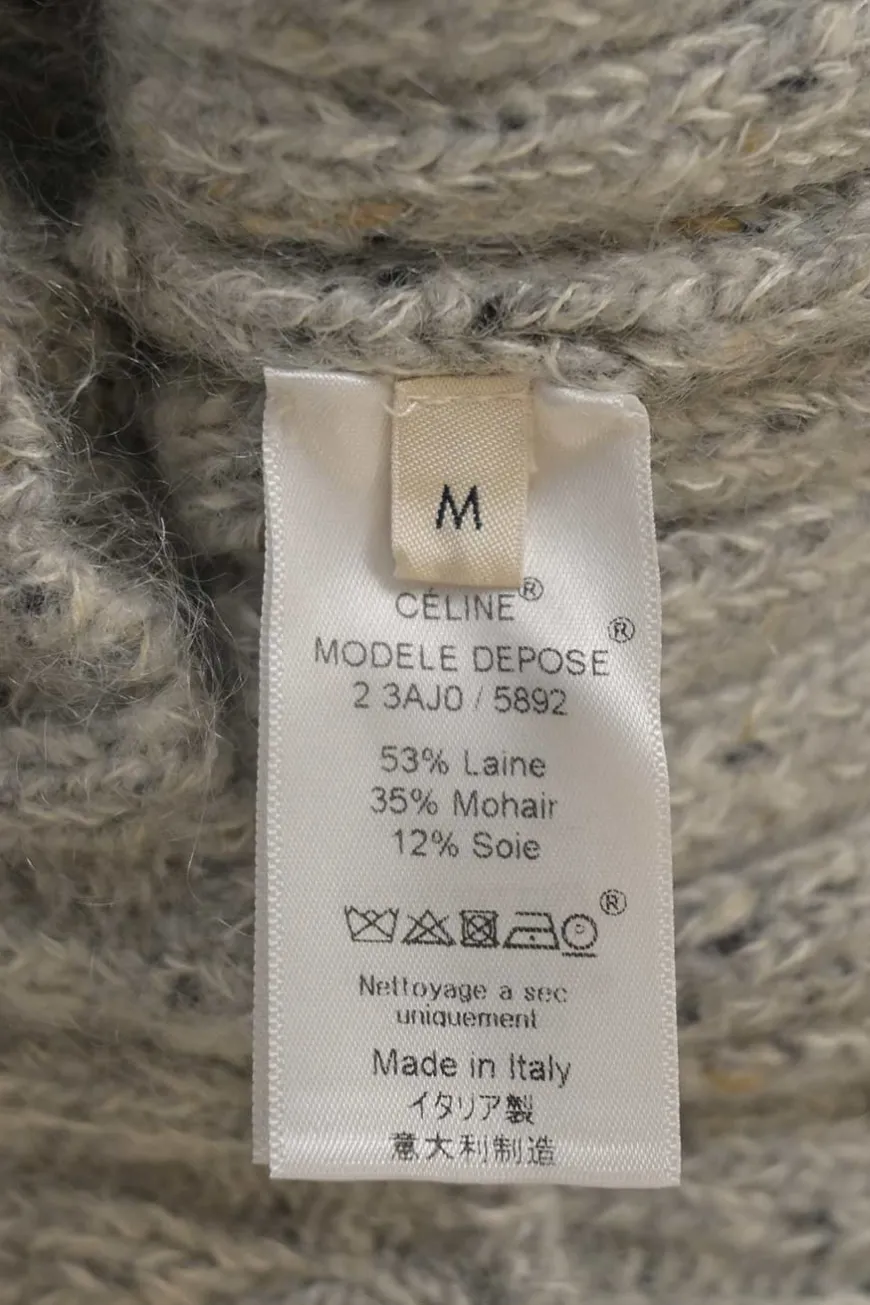 M
CÉLINE®
MODELE DEPOSE®
2 3AJ0 / 5892
53% Laine
35% Mohair
12% Soie
®
P
Nettoyage a sec
uniquement
Made in Italy
イタリア製
意大利制造